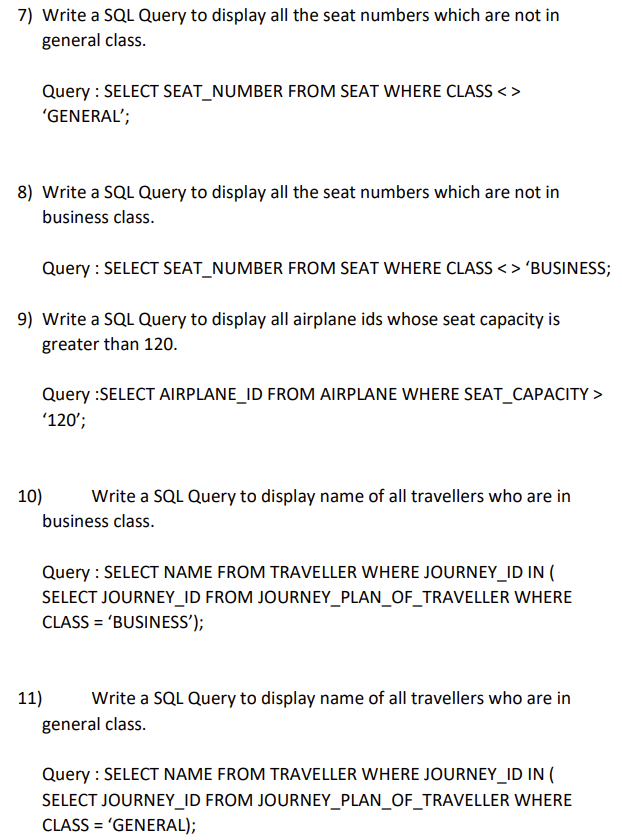 7) Write a SQL Query to display all the seat numbers which are not in
general class.
Query : SELECT SEAT_NUMBER FROM SEAT WHERE CLASS < >
‘GENERAL’;
8) Write a SQL Query to display all the seat numbers which are not in
business class.
Query : SELECT SEAT_NUMBER FROM SEAT WHERE CLASS < > ‘BUSINESS;
9) Write a SQL Query to display all airplane ids whose seat capacity is
greater than 120.
Query :SELECT AIRPLANE_ID FROM AIRPLANE WHERE SEAT_CAPACITY >
‘120’;
10) Write a SQL Query to display name of all travellers who are in
business class.
Query : SELECT NAME FROM TRAVELLER WHERE JOURNEY_ID IN (
SELECT JOURNEY_ID FROM JOURNEY_PLAN_OF_TRAVELLER WHERE
CLASS = ‘BUSINESS’);
11) Write a SQL Query to display name of all travellers who are in
general class.
Query : SELECT NAME FROM TRAVELLER WHERE JOURNEY_ID IN (
SELECT JOURNEY_ID FROM JOURNEY_PLAN_OF_TRAVELLER WHERE
CLASS = ‘GENERAL);